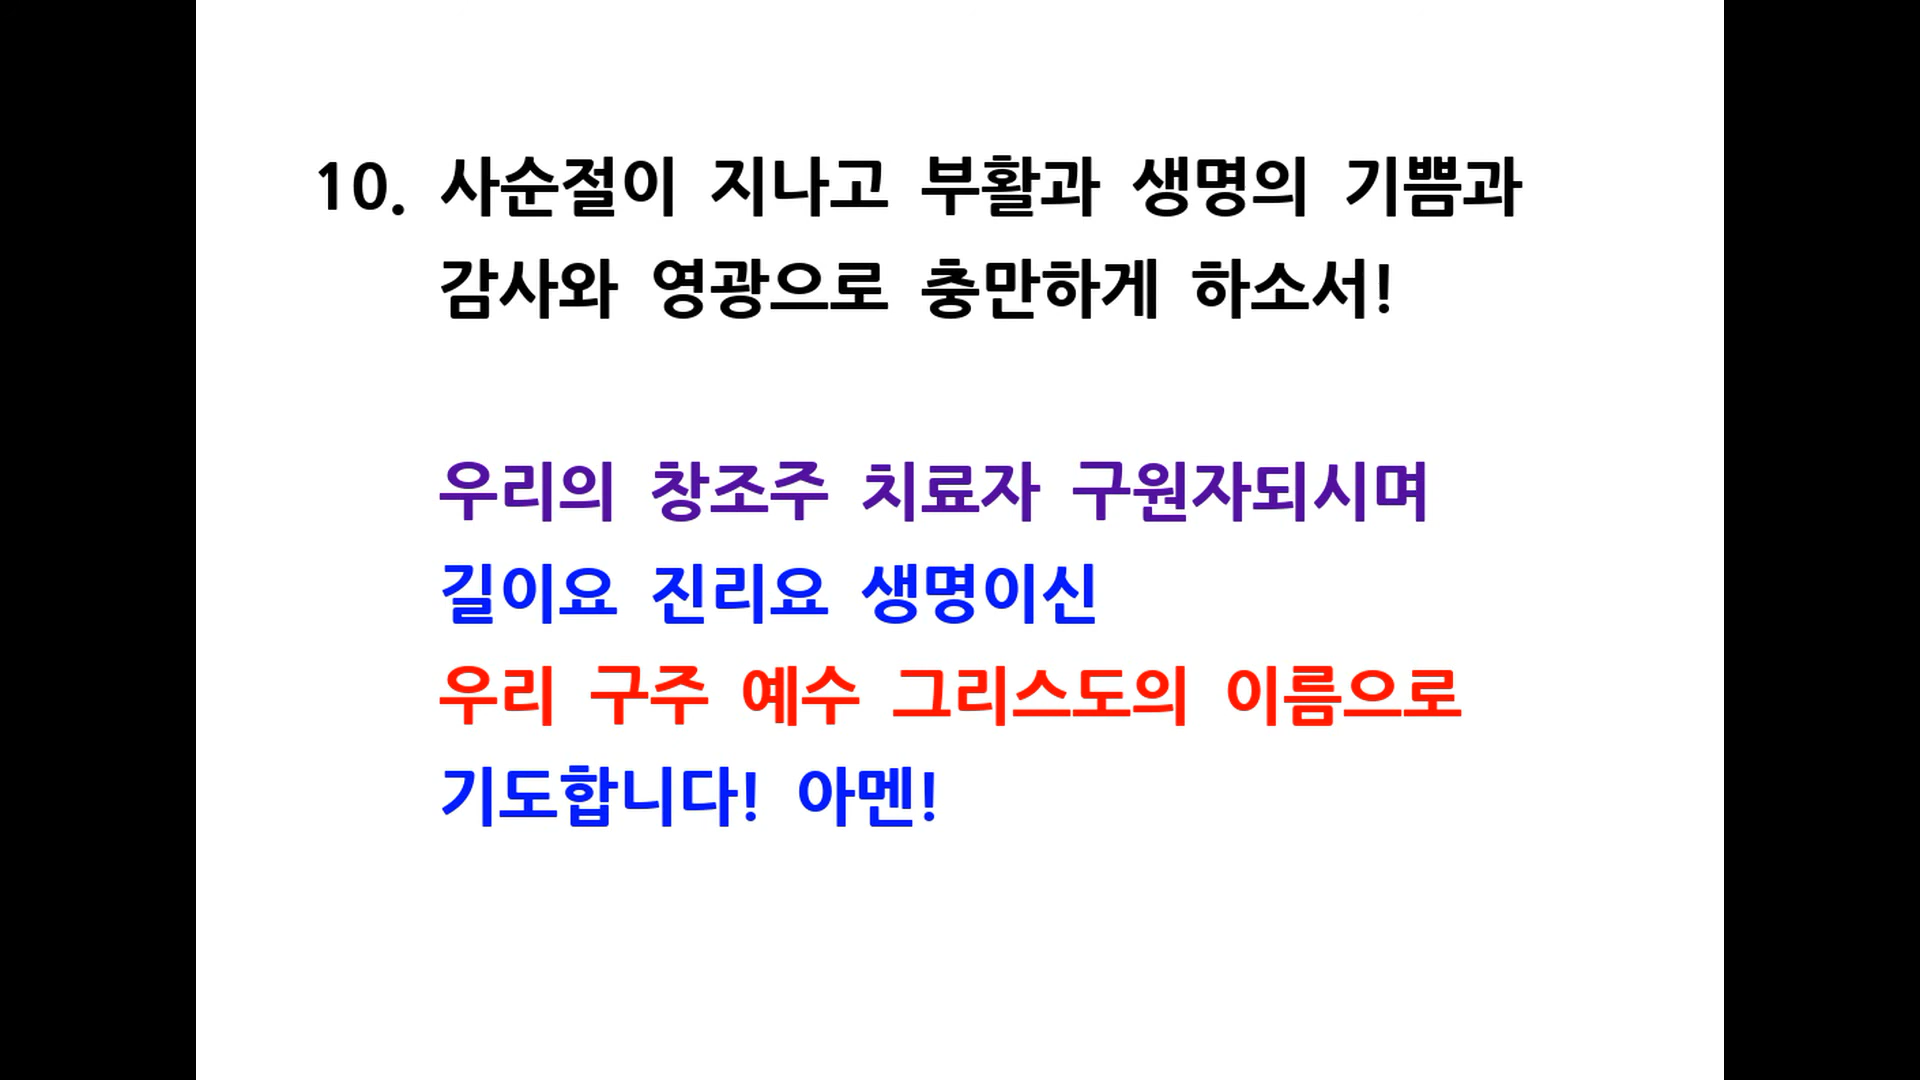 10. 사순절이 지나고 부활과 생명의 기쁨과
감사와 영광으로 충만하게 하소서!
우리의 창조주 치료자 구원자되시며
길이요 진리요 생명이신
우리 구주 예수 그리스도의 이름으로
기도합니다! 아멘!